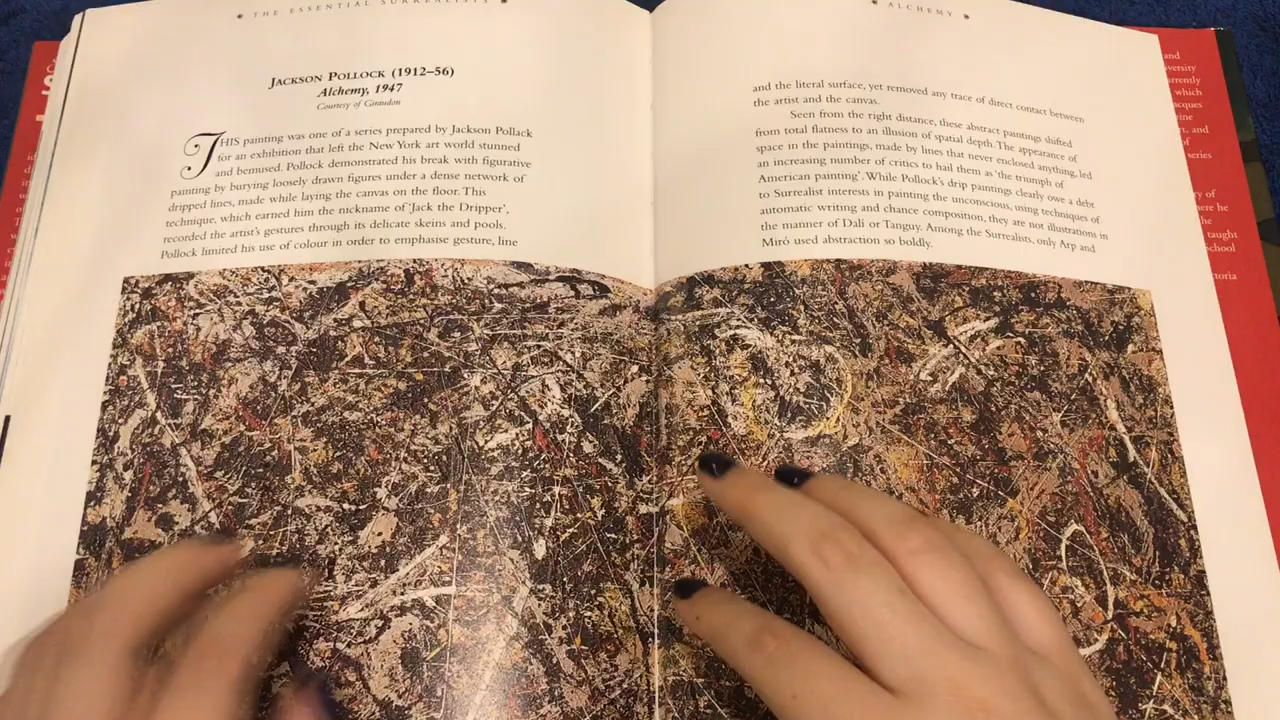 THE ESSENTIAL SURREALISTS
JACKSON POLLOCK (1912–56)
Alchemy, 1947
Courtesy of Giraudon
THIS painting was one of a series prepared by Jackson Pollack
for an exhibition that left the New York art world stunned
and bemused. Pollock demonstrated his break with figurative
painting by burying loosely drawn figures under a dense network of
dripped lines, made while laying the canvas on the floor. This
technique, which earned him the nickname of 'Jack the Dripper',
recorded the artist's gestures through its delicate skeins and pools.
Pollock limited his use of colour in order to emphasise gesture, line
ALCHEMY
and the literal surface, yet removed any trace of direct contact between
the artist and the canvas.
Seen from the right distance, these abstract paintings shifted
from total flatness to an illusion of spatial depth. The appearance of
space in the paintings, made by lines that never enclosed anything, led
an increasing number of critics to hail them as 'the triumph of
American painting'. While Pollock's drip paintings clearly owe a debt
to Surrealist interests in painting the unconscious, using techniques of
automatic writing and chance composition, they are not illustrations in
the manner of Dalí or Tanguy. Among the Surrealists, only Arp and
Miró used abstraction so boldly.
and
versity
urrently
which
acques
rt, and
of
series
ry of
here he
he
taught
School
toria